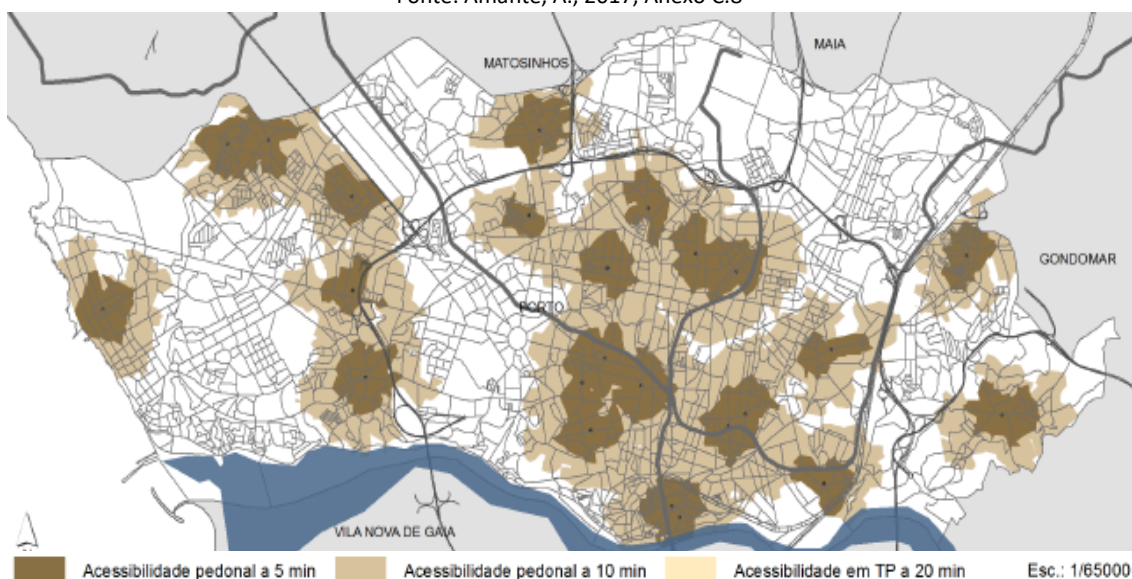 Fonte: Amante, A., 2017, Anexo C.8
MATOSINHOS
MAIA
GONDOMAR
PORTO
VILA NOVA DE GAIA
Acessibilidade pedonal a 5 min
Acessibilidade pedonal a 10 min
Acessibilidade em TP a 20 min
Esc.: 1/65000